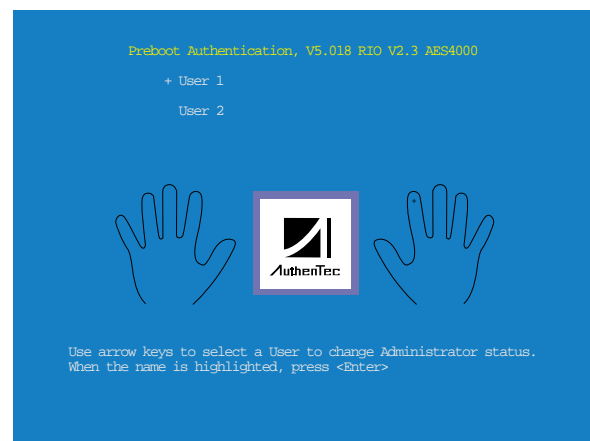 Preboot Authentication, V5.018 RIO V2.3 AES4000
+ User 1
User 2
AuthenTec
Use arrow keys to select a User to change Administrator status.
When the name is highlighted, press <Enter>